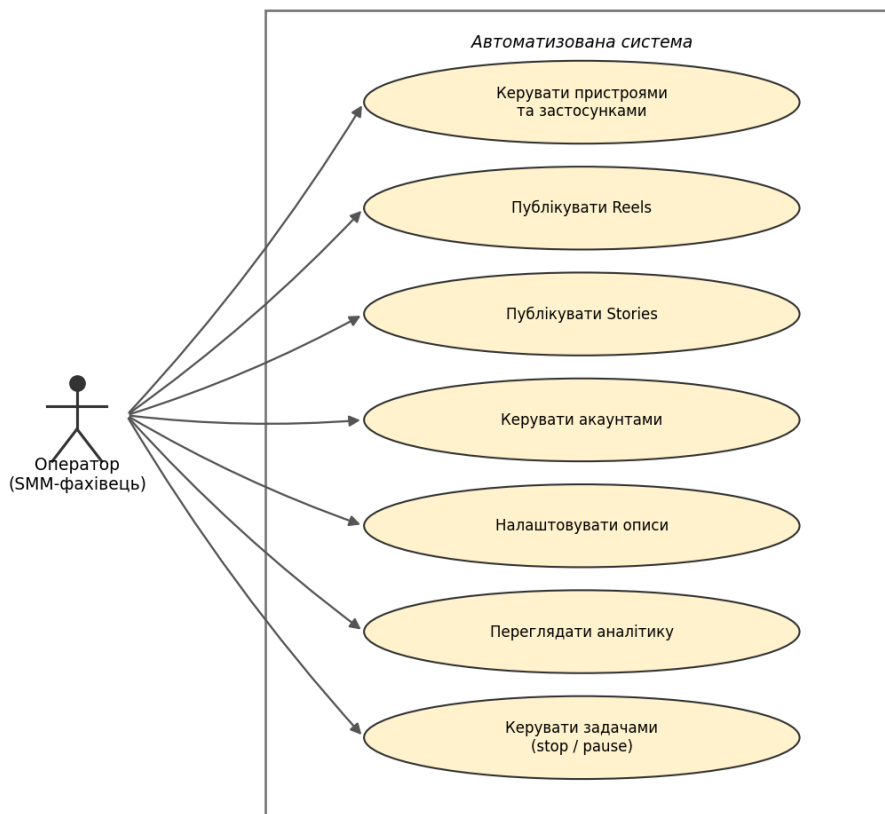 Автоматизована система
Керувати пристроями
та застосунками
Публікувати Reels
Публікувати Stories
Керувати акаунтами
Оператор
(SMM-фахівець)
Налаштовувати описи
Переглядати аналітику
Керувати задачами
(stop / pause)